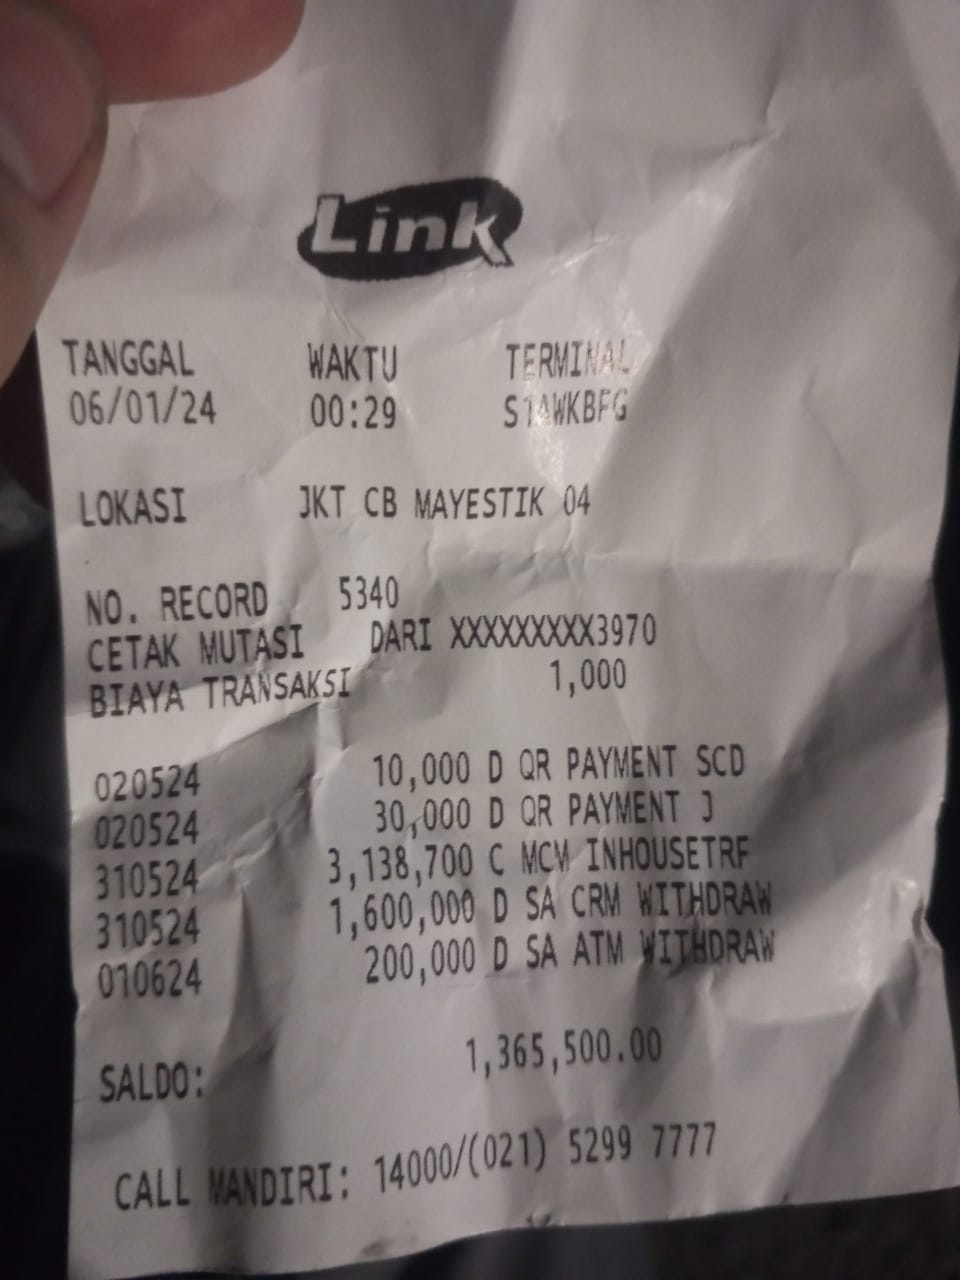 Link
TANGGAL WAKTU TERMINAL
06/01/24 00:29 S1AWKBFG
LOKASI JKT CB MAYESTIK 04
NO. RECORD 5340
CETAK MUTASI DARI XXXXXXXXX3970
BIAYA TRANSAKSI 1,000
020524 10,000 D QR PAYMENT SCD
020524 30,000 D QR PAYMENT J
310524 3,138,700 C MCM INHOUSETRF
310524 1,600,000 D SA CRM WITHDRAW
010624 200,000 D SA ATM WITHDRAW
SALDO: 1,365,500.00
CALL MANDIRI: 14000/(021) 5299 7777